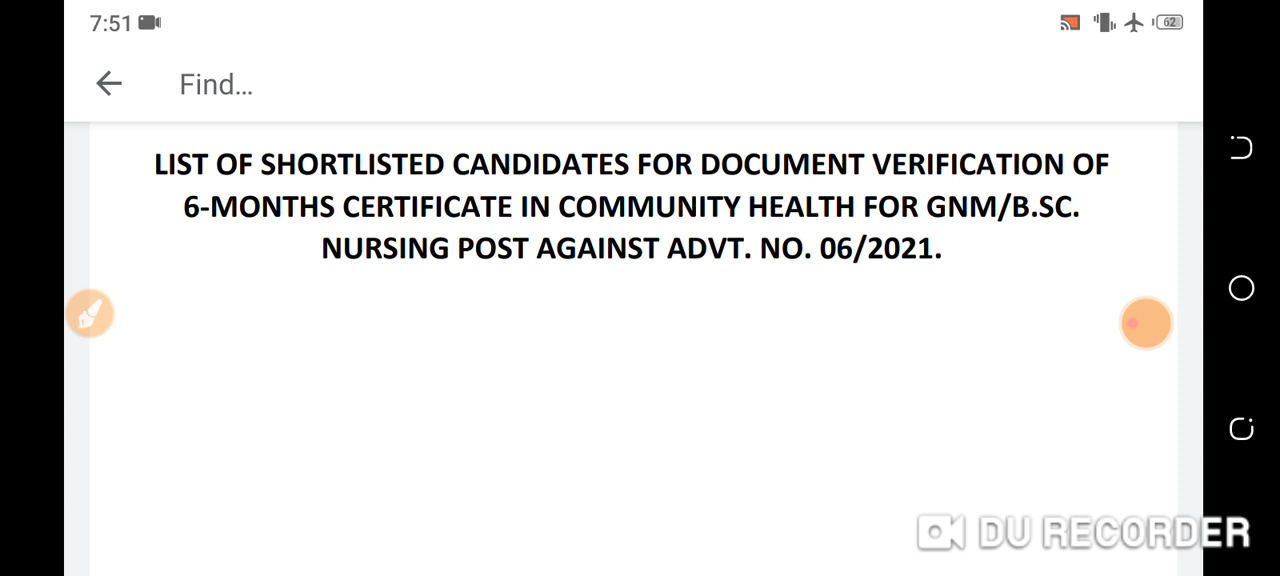 7:51
62
Find...
LIST OF SHORTLISTED CANDIDATES FOR DOCUMENT VERIFICATION OF
6-MONTHS CERTIFICATE IN COMMUNITY HEALTH FOR GNM/B.SC.
NURSING POST AGAINST ADVT. NO. 06/2021.
DU RECORDER